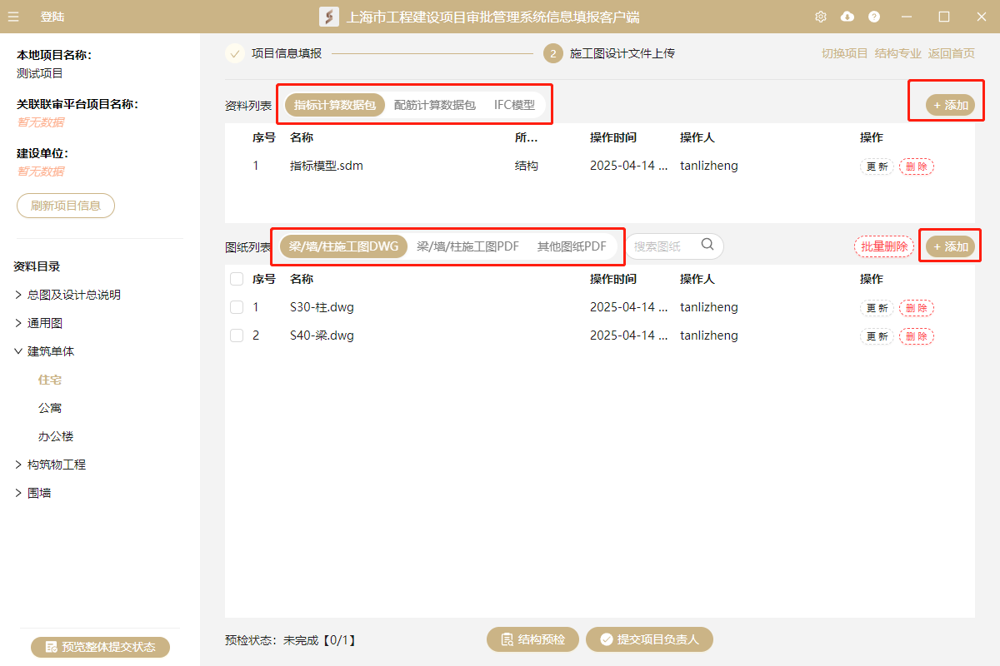 登陆
上海市工程建设项目审批管理系统信息填报客户端
本地项目名称：
测试项目
关联联审平台项目名称：
暂无数据
建设单位：
暂无数据
刷新项目信息
资料目录
总图及设计总说明
通用图
建筑单体
住宅
公寓
办公楼
构筑物工程
围墙
预览整体提交状态
项目信息填报 2 施工图设计文件上传 切换项目 结构专业 返回首页
资料列表 指标计算数据包 配筋计算数据包 IFC模型 + 添加
序号 名称 所... 操作时间 操作人 操作
1 指标模型.sdm 结构 2025-04-14 ... tanlizheng 更新 删除
图纸列表 梁/墙/柱施工图DWG 梁/墙/柱施工图PDF 其他图纸PDF 搜索图纸 批量删除 + 添加
序号 名称 操作时间 操作人 操作
1 S30-柱.dwg 2025-04-14 ... tanlizheng 更新 删除
2 S40-梁.dwg 2025-04-14 ... tanlizheng 更新 删除
预检状态：未完成【0/1】 结构预检 提交项目负责人